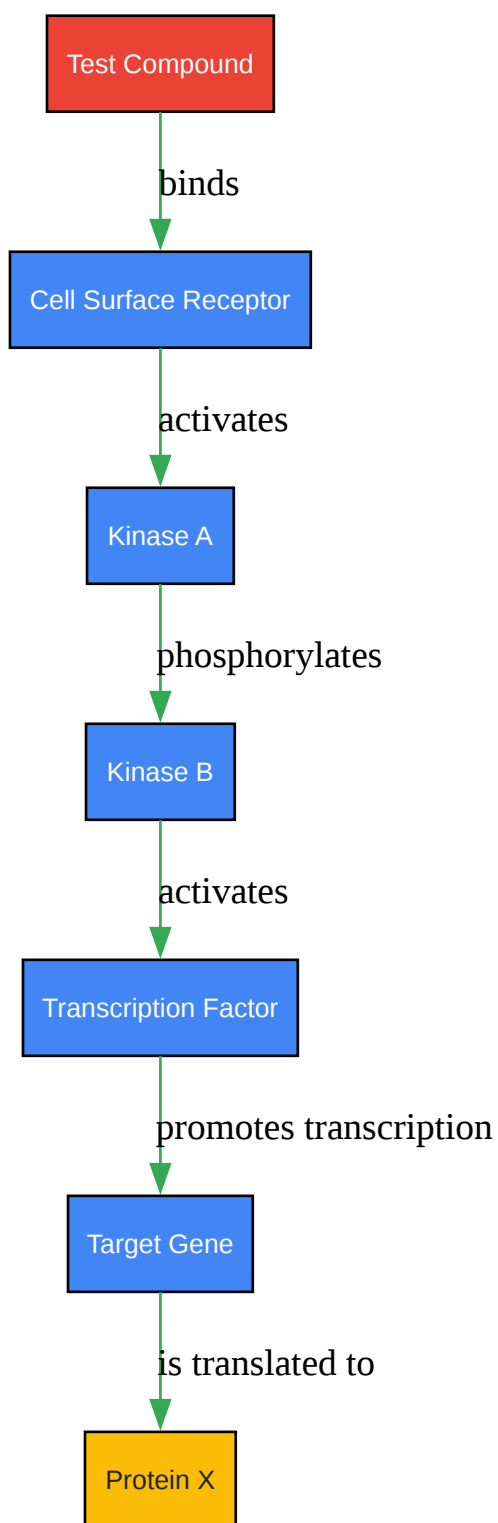 Test Compound
binds
Cell Surface Receptor
activates
Kinase A
phosphorylates
Kinase B
activates
Transcription Factor
promotes transcription
Target Gene
is translated to
Protein X